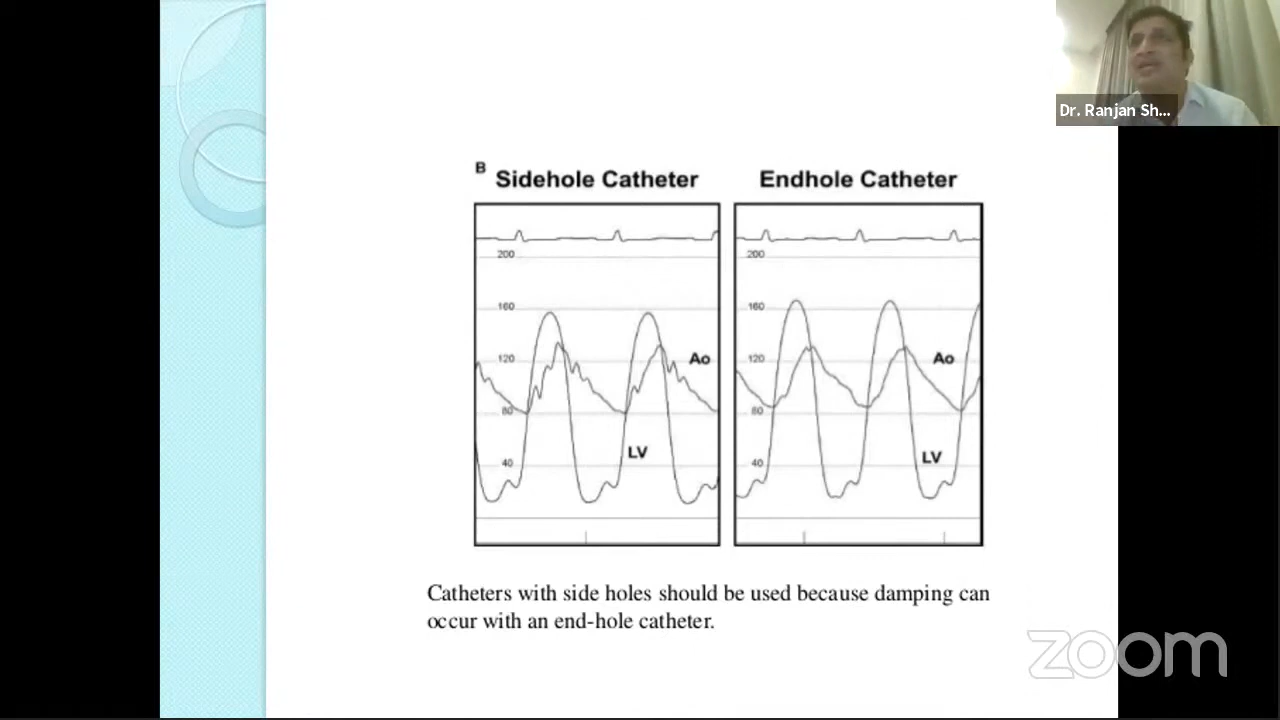 Dr. Ranjan Sh...
B
Sidehole Catheter
Endhole Catheter
200
160
120
80
40
Ao
LV
200
160
120
80
40
Ao
LV
Catheters with side holes should be used because damping can
occur with an end-hole catheter.
zoom